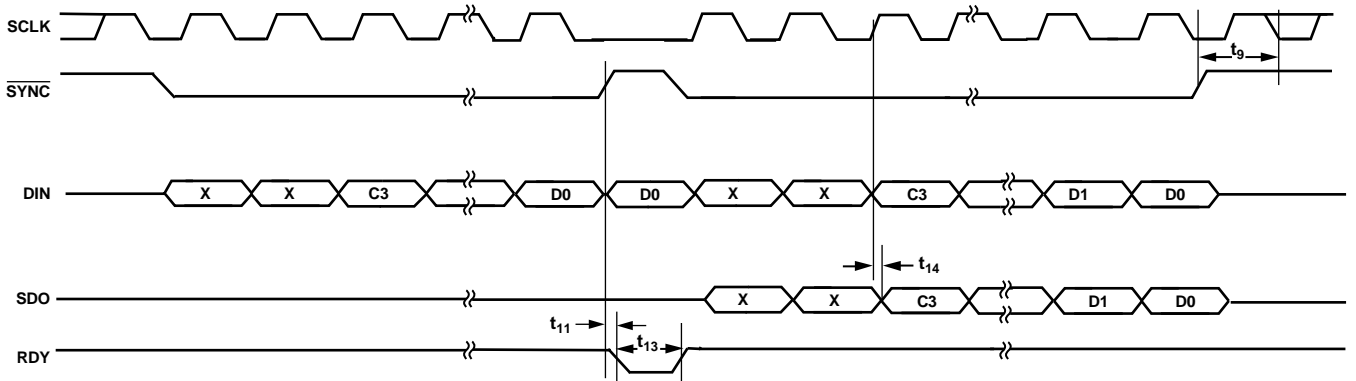 SCLK
t9
SYNC
DIN X X C3 D0 D0 X X C3 D1 D0
t14
SDO X X C3 D1 D0
t11 t13
RDY